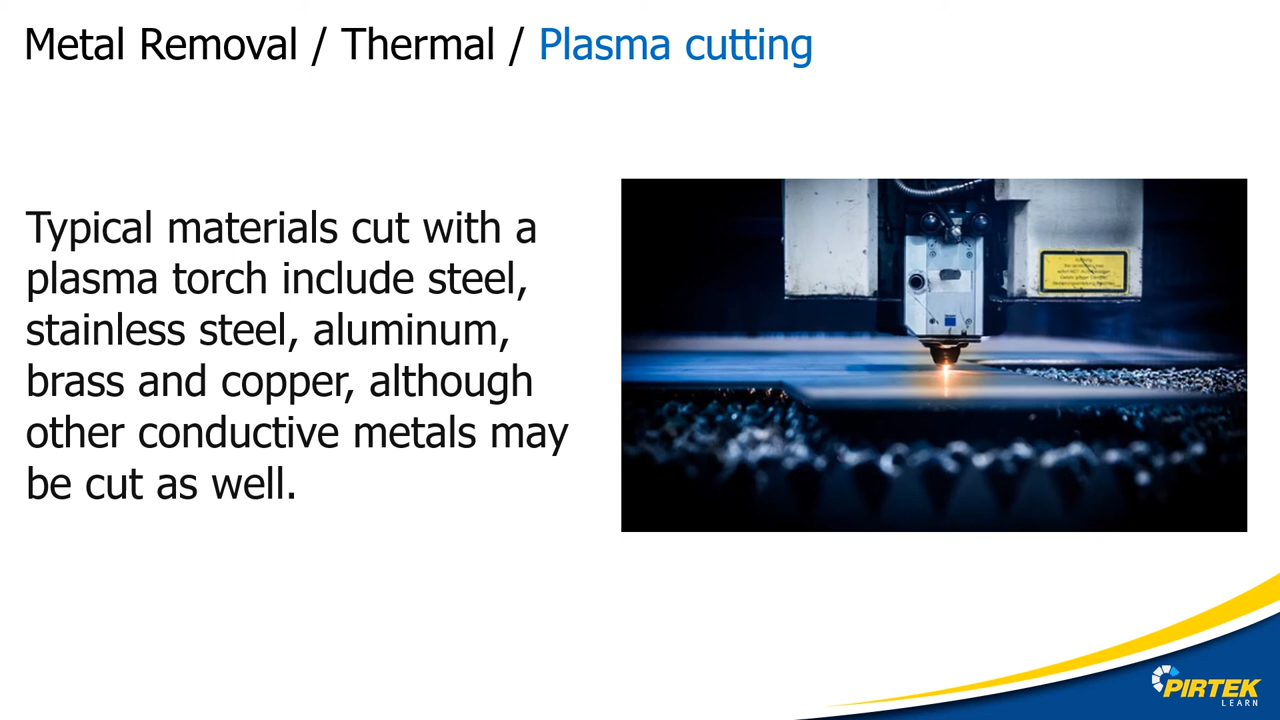 Metal Removal / Thermal / Plasma cutting
Typical materials cut with a
plasma torch include steel,
stainless steel, aluminum,
brass and copper, although
other conductive metals may
be cut as well.
PIRTEK
LEARN